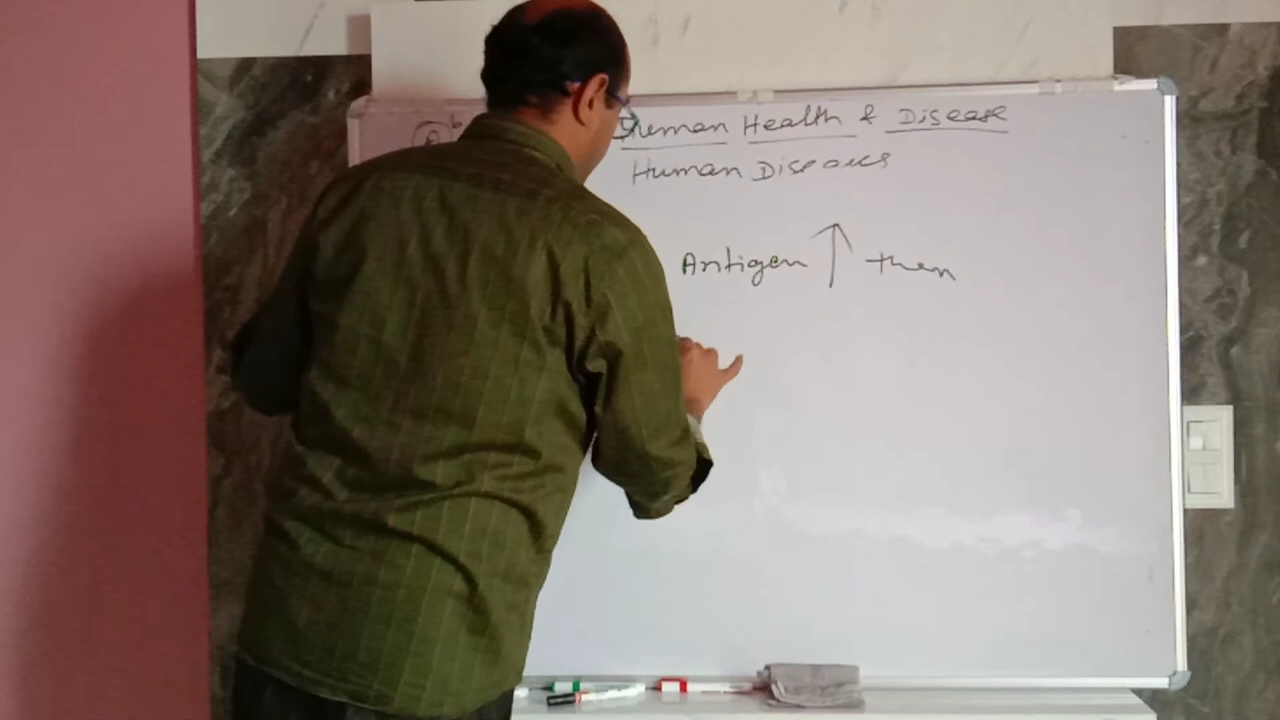 Human Health & Disease
Human Diseases
Antigen ↑ then